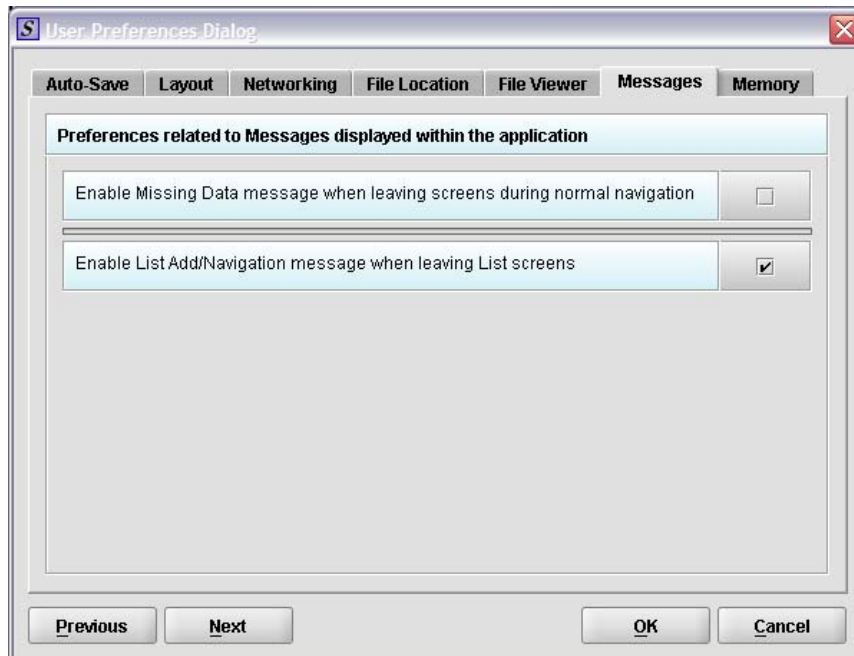 S User Preferences Dialog
Auto-Save Layout Networking File Location File Viewer Messages Memory
Preferences related to Messages displayed within the application
Enable Missing Data message when leaving screens during normal navigation
Enable List Add/Navigation message when leaving List screens
Previous Next OK Cancel